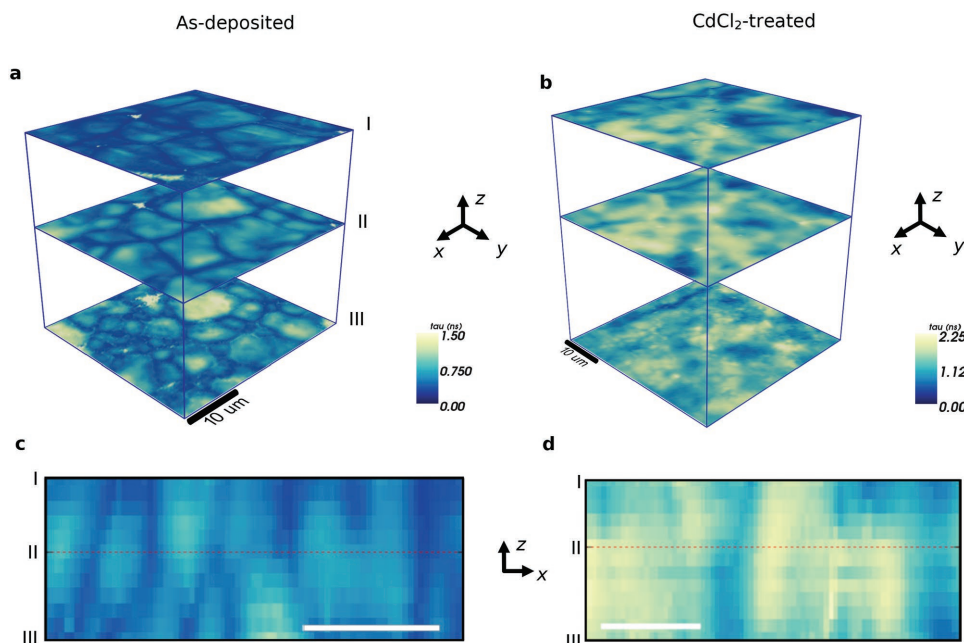 As-deposited
CdCl₂-treated
a
b
I
II
III
z
x
y
z
x
y
tau (ns)
1.50
0.750
0.00
10 um
tau (ns)
2.25
1.12
0.00
10 um
c
d
I
II
III
z
x
I
II
III